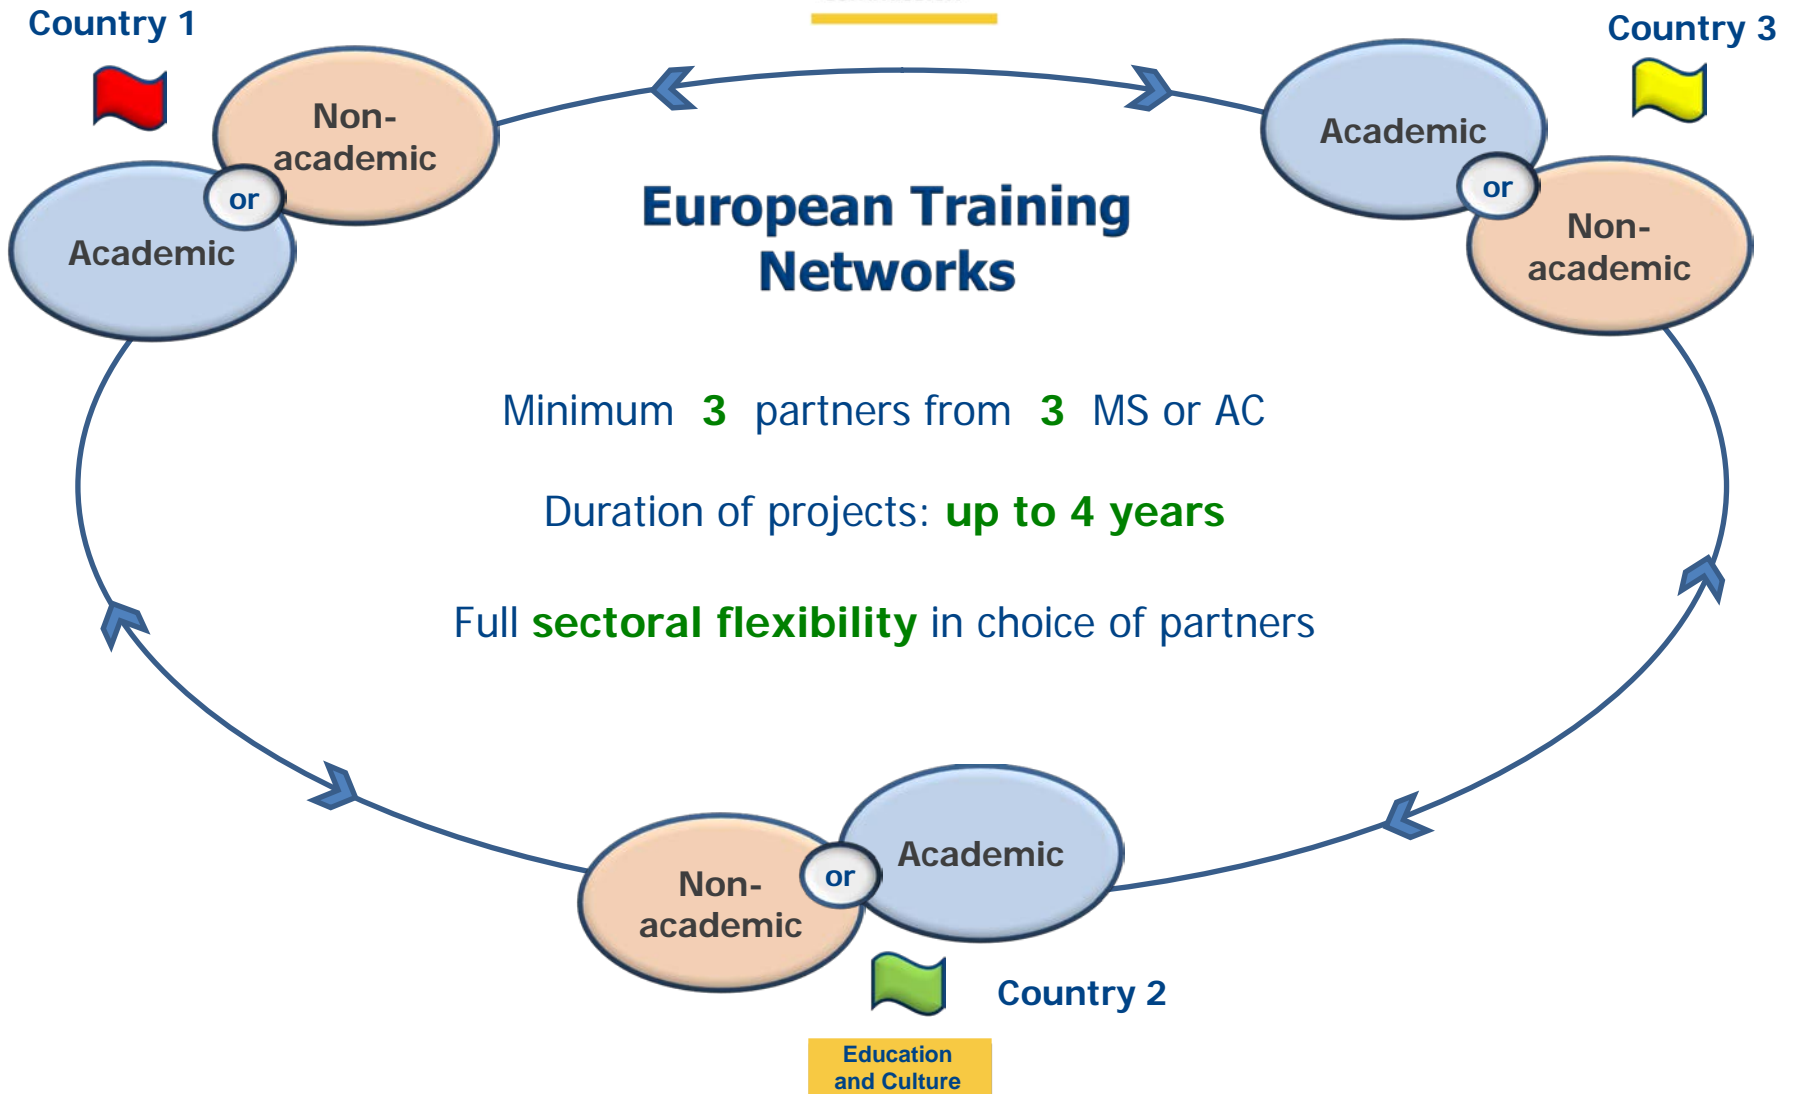 Country 1
Country 3
Non-
academic
or
Academic
Academic
or
Non-
academic
European Training
Networks
Minimum 3 partners from 3 MS or AC
Duration of projects: up to 4 years
Full sectoral flexibility in choice of partners
Non-
academic
or
Academic
Country 2
Education
and Culture